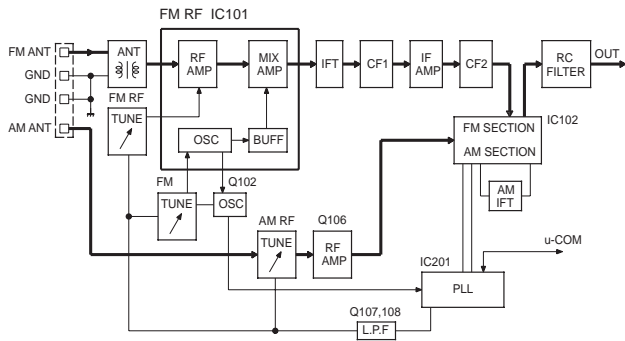 FM RF IC101
FM ANT
GND
GND
AM ANT
ANT
RF
AMP
MIX
AMP
IFT
CF1
IF
AMP
CF2
RC
FILTER
OUT
FM RF
TUNE
OSC
BUFF
FM SECTION
AM SECTION
IC102
AM
IFT
FM
TUNE
Q102
OSC
AM RF
TUNE
Q106
RF
AMP
u-COM
IC201
PLL
Q107,108
L.P.F